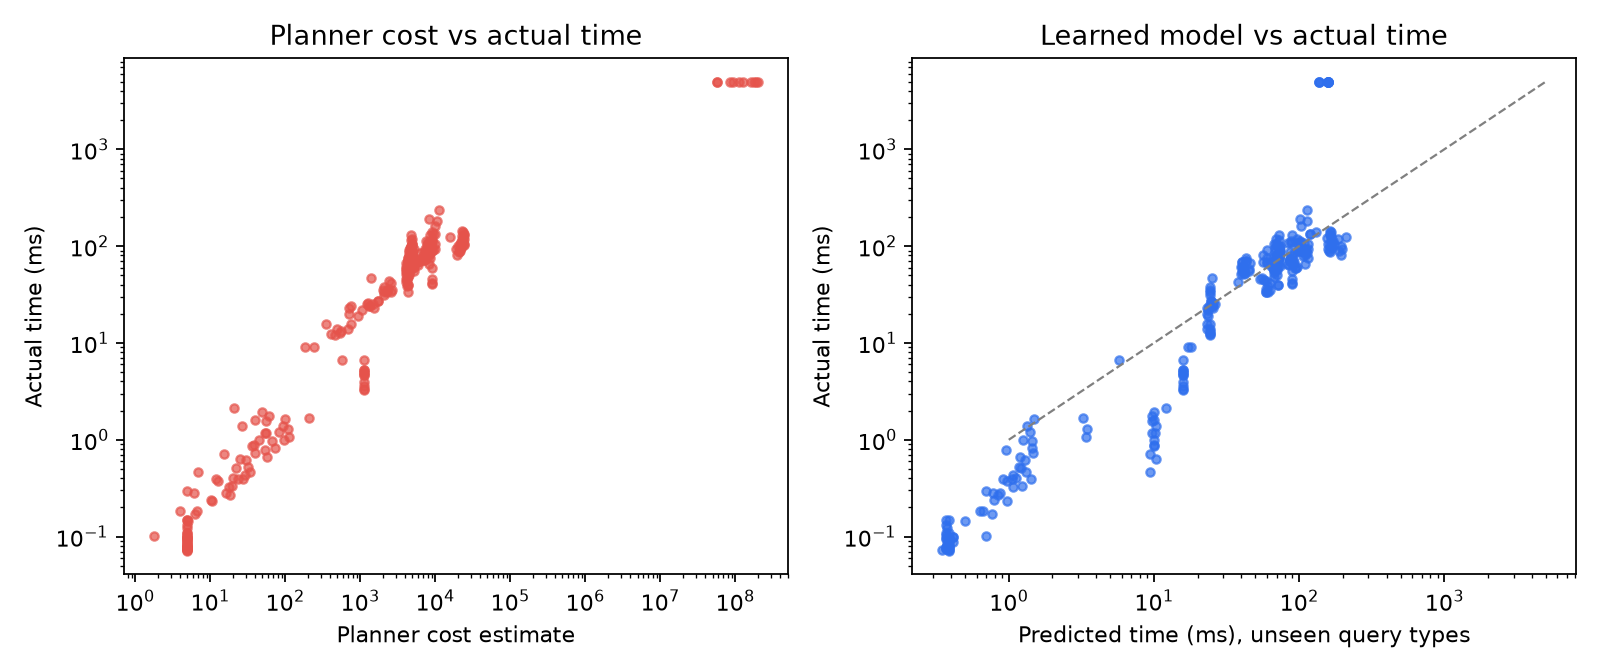 Planner cost vs actual time
Actual time (ms)
10³
10²
10¹
10⁰
10⁻¹
10⁰ 10¹ 10² 10³ 10⁴ 10⁵ 10⁶ 10⁷ 10⁸
Planner cost estimate
Learned model vs actual time
Actual time (ms)
10³
10²
10¹
10⁰
10⁻¹
10⁰ 10¹ 10² 10³
Predicted time (ms), unseen query types